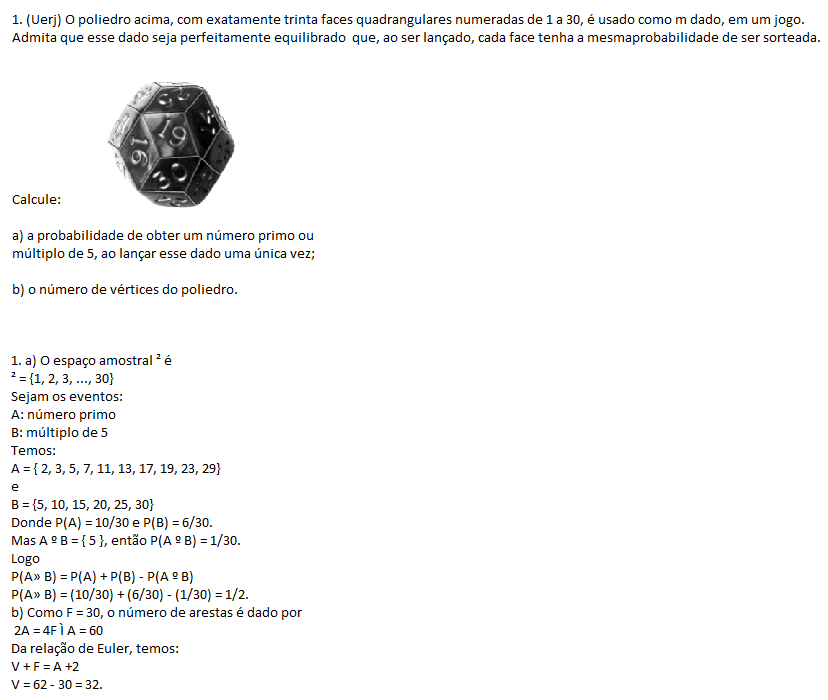 1. (Uerj) O poliedro acima, com exatamente trinta faces quadrangulares numeradas de 1 a 30, é usado como m dado, em um jogo.
Admita que esse dado seja perfeitamente equilibrado que, ao ser lançado, cada face tenha a mesmaprobabilidade de ser sorteada.
19
16
30
Calcule:
a) a probabilidade de obter um número primo ou
múltiplo de 5, ao lançar esse dado uma única vez;
b) o número de vértices do poliedro.
1. a) O espaço amostral ² é
² = {1, 2, 3, ..., 30}
Sejam os eventos:
A: número primo
B: múltiplo de 5
Temos:
A = { 2, 3, 5, 7, 11, 13, 17, 19, 23, 29}
e
B = {5, 10, 15, 20, 25, 30}
Donde P(A) = 10/30 e P(B) = 6/30.
Mas A º B = { 5 }, então P(A º B) = 1/30.
Logo
P(A» B) = P(A) + P(B) - P(A º B)
P(A» B) = (10/30) + (6/30) - (1/30) = 1/2.
b) Como F = 30, o número de arestas é dado por
2A = 4F Ì A = 60
Da relação de Euler, temos:
V + F = A +2
V = 62 - 30 = 32.